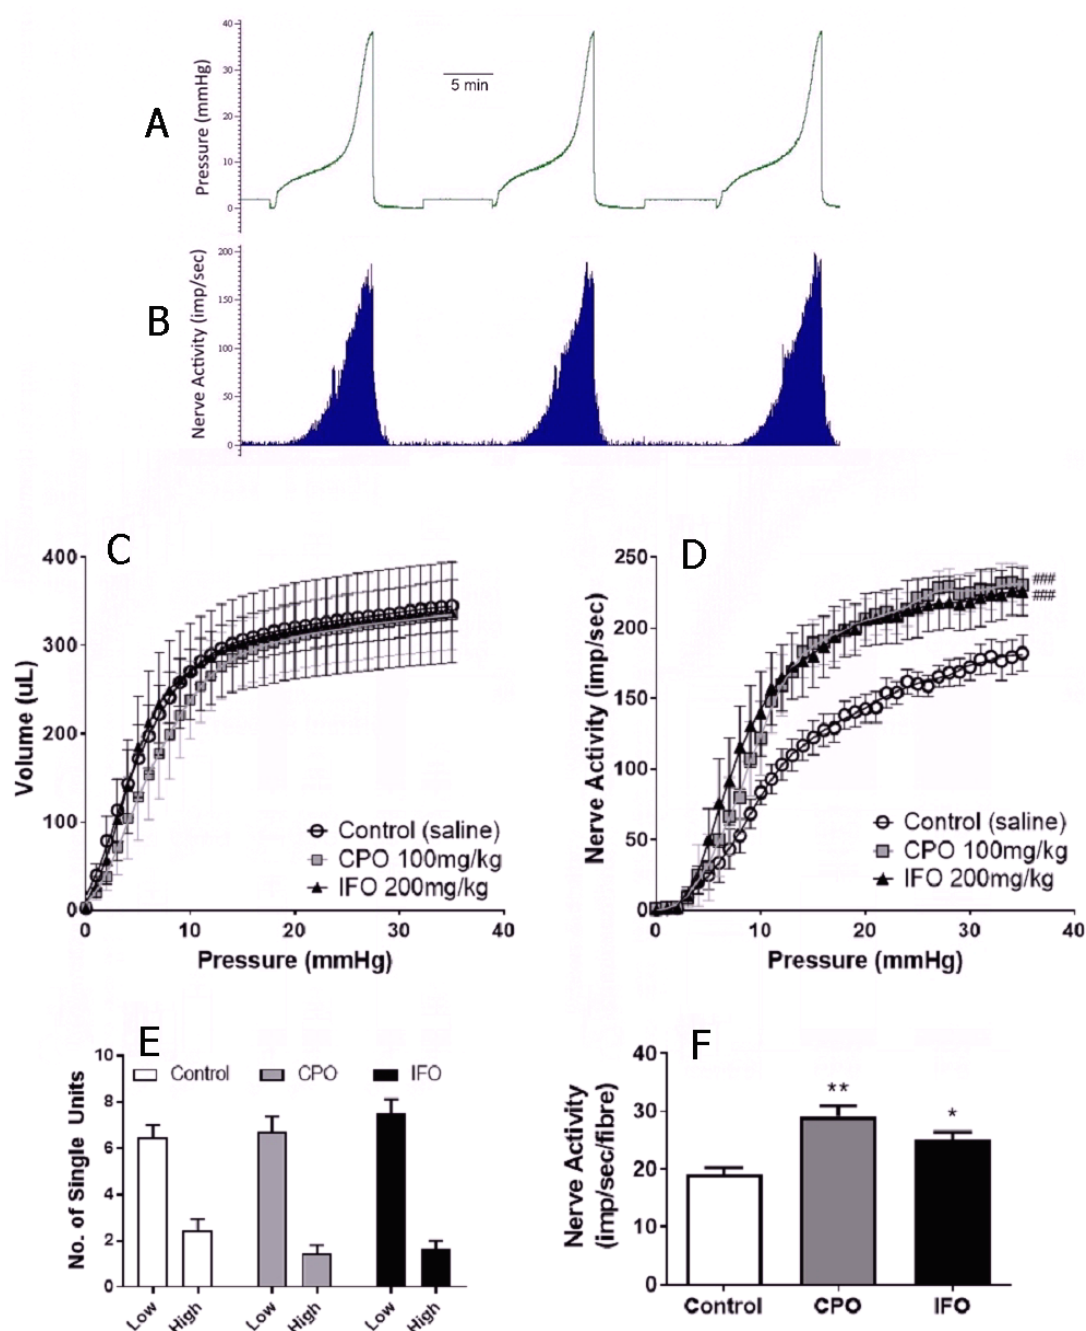 A
Pressure (mmHg)
40
30
20
10
0
5 min
B
Nerve Activity (imp/sec)
200
150
100
50
0
C
Volume (uL)
400
300
200
100
0
0 10 20 30 40
Pressure (mmHg)
Control (saline)
CPO 100mg/kg
IFO 200mg/kg
D
Nerve Activity (imp/sec)
250
200
150
100
50
0
0 10 20 30 40
Pressure (mmHg)
###
###
Control (saline)
CPO 100mg/kg
IFO 200mg/kg
E
No. of Single Units
10
8
6
4
2
0
Control CPO IFO
Low High Low High Low High
F
Nerve Activity
(imp/sec/fibre)
40
30
20
10
0
**
*
Control CPO IFO